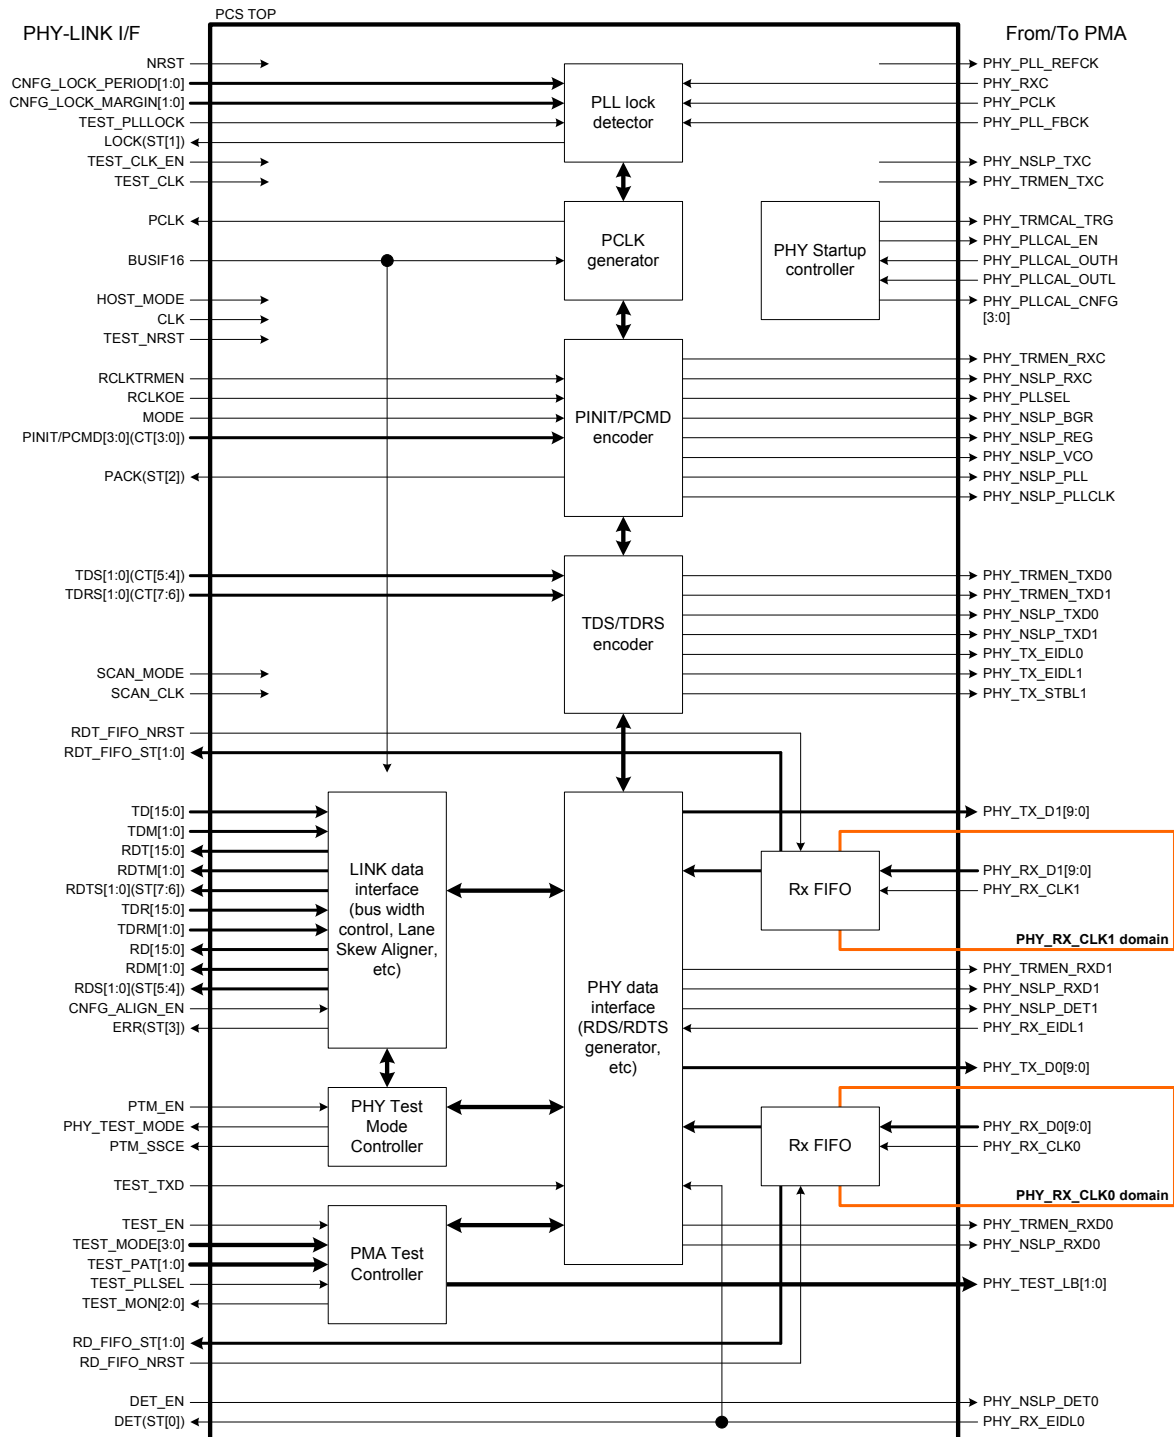 PCS TOP
PHY-LINK I/F
From/To PMA
NRST
CNFG_LOCK_PERIOD[1:0]
CNFG_LOCK_MARGIN[1:0]
TEST_PLLLOCK
LOCK(ST[1])
TEST_CLK_EN
TEST_CLK
PCLK
BUSIF16
HOST_MODE
CLK
TEST_NRST
RCLKTRMEN
RCLKOE
MODE
PINIT/PCMD[3:0](CT[3:0])
PACK(ST[2])
TDS[1:0](CT[5:4])
TDRS[1:0](CT[7:6])
SCAN_MODE
SCAN_CLK
RDT_FIFO_NRST
RDT_FIFO_ST[1:0]
TD[15:0]
TDM[1:0]
RDT[15:0]
RDTM[1:0]
RDTS[1:0](ST[7:6])
TDR[15:0]
TDRM[1:0]
RD[15:0]
RDM[1:0]
RDS[1:0](ST[5:4])
CNFG_ALIGN_EN
ERR(ST[3])
PTM_EN
PHY_TEST_MODE
PTM_SSCE
TEST_TXD
TEST_EN
TEST_MODE[3:0]
TEST_PAT[1:0]
TEST_PLLSEL
TEST_MON[2:0]
RD_FIFO_ST[1:0]
RD_FIFO_NRST
DET_EN
DET(ST[0])
PLL lock
detector
PCLK
generator
PHY Startup
controller
PINIT/PCMD
encoder
TDS/TDRS
encoder
LINK data
interface
(bus width
control, Lane
Skew Aligner,
etc)
PHY data
interface
(RDS/RDTS
generator,
etc)
Rx FIFO
PHY_RX_CLK1 domain
PHY Test
Mode
Controller
Rx FIFO
PHY_RX_CLK0 domain
PMA Test
Controller
PHY_PLL_REFCK
PHY_RXC
PHY_PCLK
PHY_PLL_FBCK
PHY_NSLP_TXC
PHY_TRMEN_TXC
PHY_TRMCAL_TRG
PHY_PLLCAL_EN
PHY_PLLCAL_OUTH
PHY_PLLCAL_OUTL
PHY_PLLCAL_CNFG
[3:0]
PHY_TRMEN_RXC
PHY_NSLP_RXC
PHY_PLLSEL
PHY_NSLP_BGR
PHY_NSLP_REG
PHY_NSLP_VCO
PHY_NSLP_PLL
PHY_NSLP_PLLCLK
PHY_TRMEN_TXD0
PHY_TRMEN_TXD1
PHY_NSLP_TXD0
PHY_NSLP_TXD1
PHY_TX_EIDL0
PHY_TX_EIDL1
PHY_TX_STBL1
PHY_TX_D1[9:0]
PHY_RX_D1[9:0]
PHY_RX_CLK1
PHY_TRMEN_RXD1
PHY_NSLP_RXD1
PHY_NSLP_DET1
PHY_RX_EIDL1
PHY_TX_D0[9:0]
PHY_RX_D0[9:0]
PHY_RX_CLK0
PHY_TRMEN_RXD0
PHY_NSLP_RXD0
PHY_TEST_LB[1:0]
PHY_NSLP_DET0
PHY_RX_EIDL0